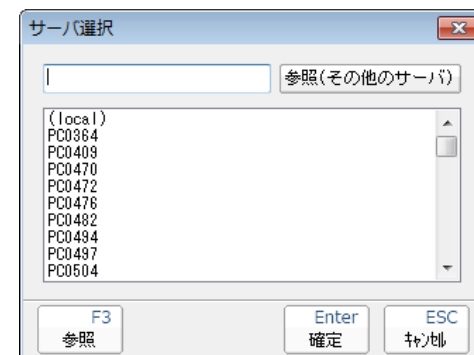 サーバ選択
参照(その他のサーバ)
(local)
PC0364
PC0409
PC0470
PC0472
PC0476
PC0482
PC0494
PC0497
PC0504
F3
参照
Enter
確定
ESC
ｷｬﾝｾﾙ